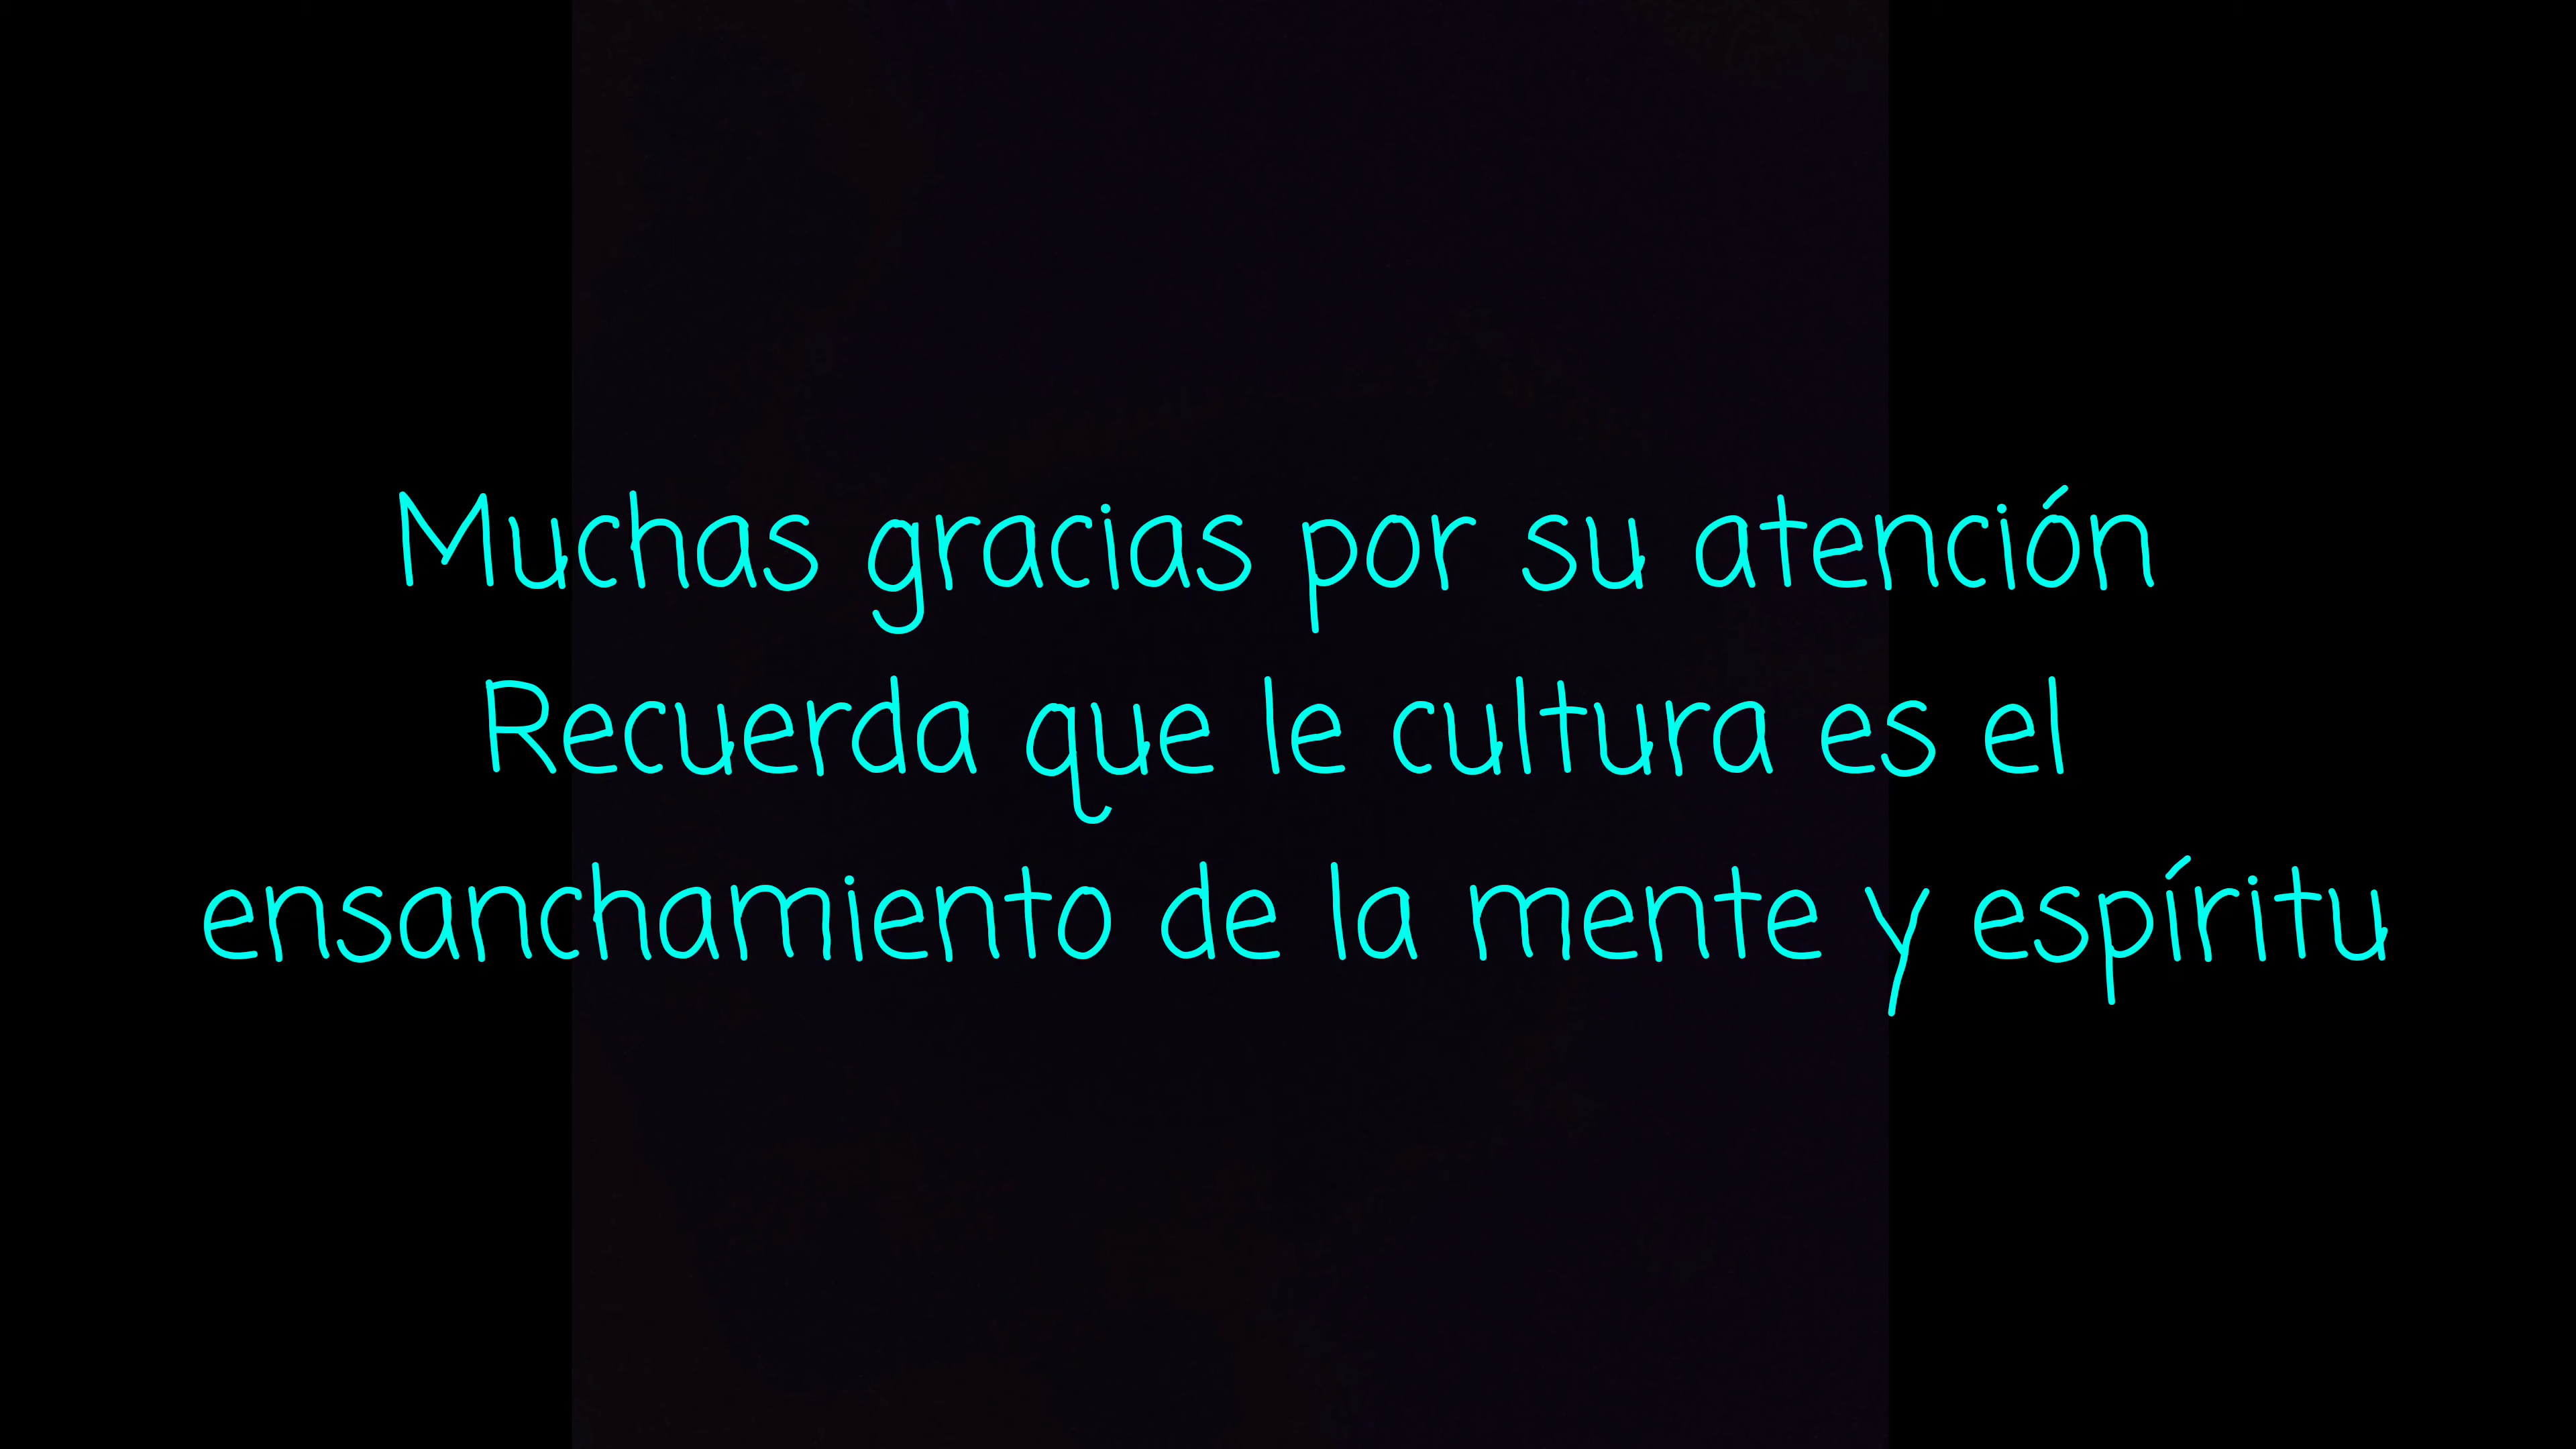 Muchas gracias por su atención
Recuerda que le cultura es el
ensanchamiento de la mente y espíritu